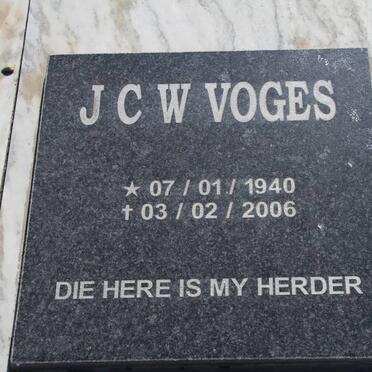 J C W VOGES
★ 07 / 01 / 1940
✝ 03 / 02 / 2006
DIE HERE IS MY HERDER